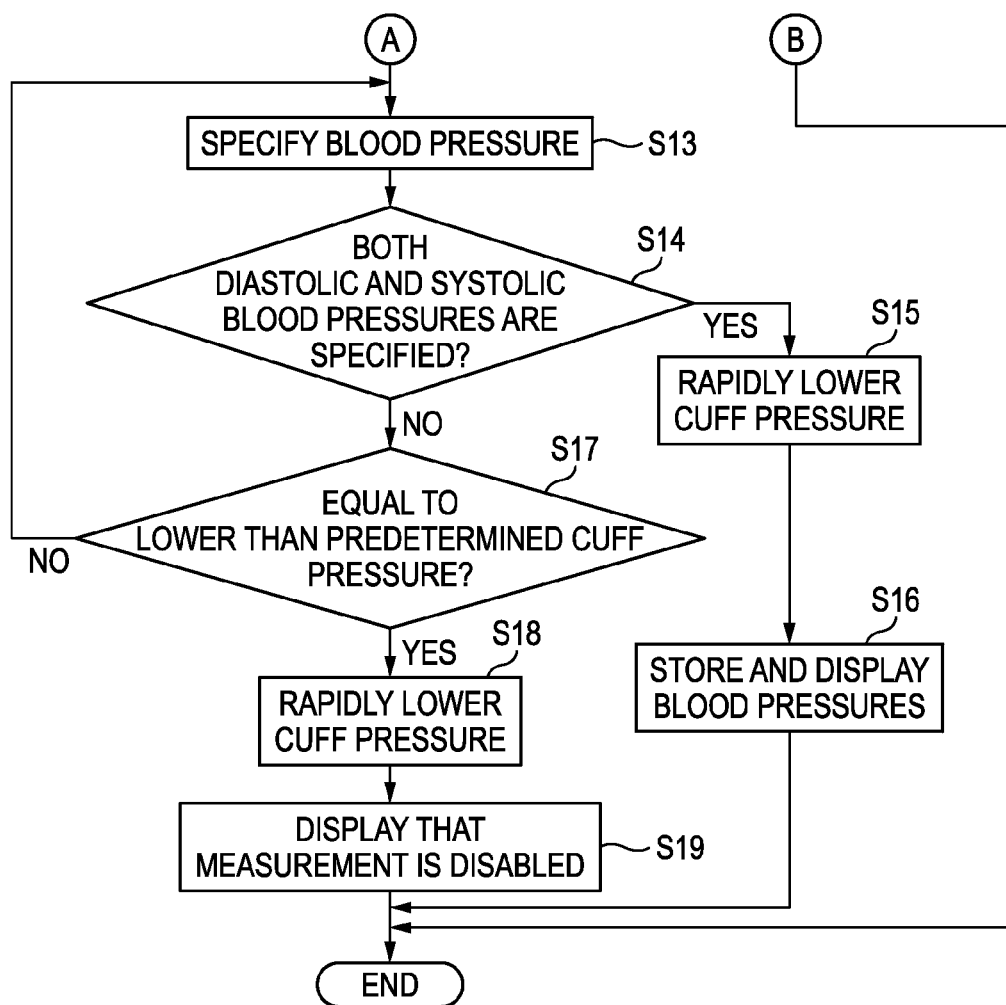 A
B
SPECIFY BLOOD PRESSURE
S13
BOTH
DIASTOLIC AND SYSTOLIC
BLOOD PRESSURES ARE
SPECIFIED?
S14
YES
S15
RAPIDLY LOWER
CUFF PRESSURE
NO
S17
EQUAL TO
LOWER THAN PREDETERMINED CUFF
PRESSURE?
NO
YES
S18
RAPIDLY LOWER
CUFF PRESSURE
S16
STORE AND DISPLAY
BLOOD PRESSURES
DISPLAY THAT
MEASUREMENT IS DISABLED
S19
END